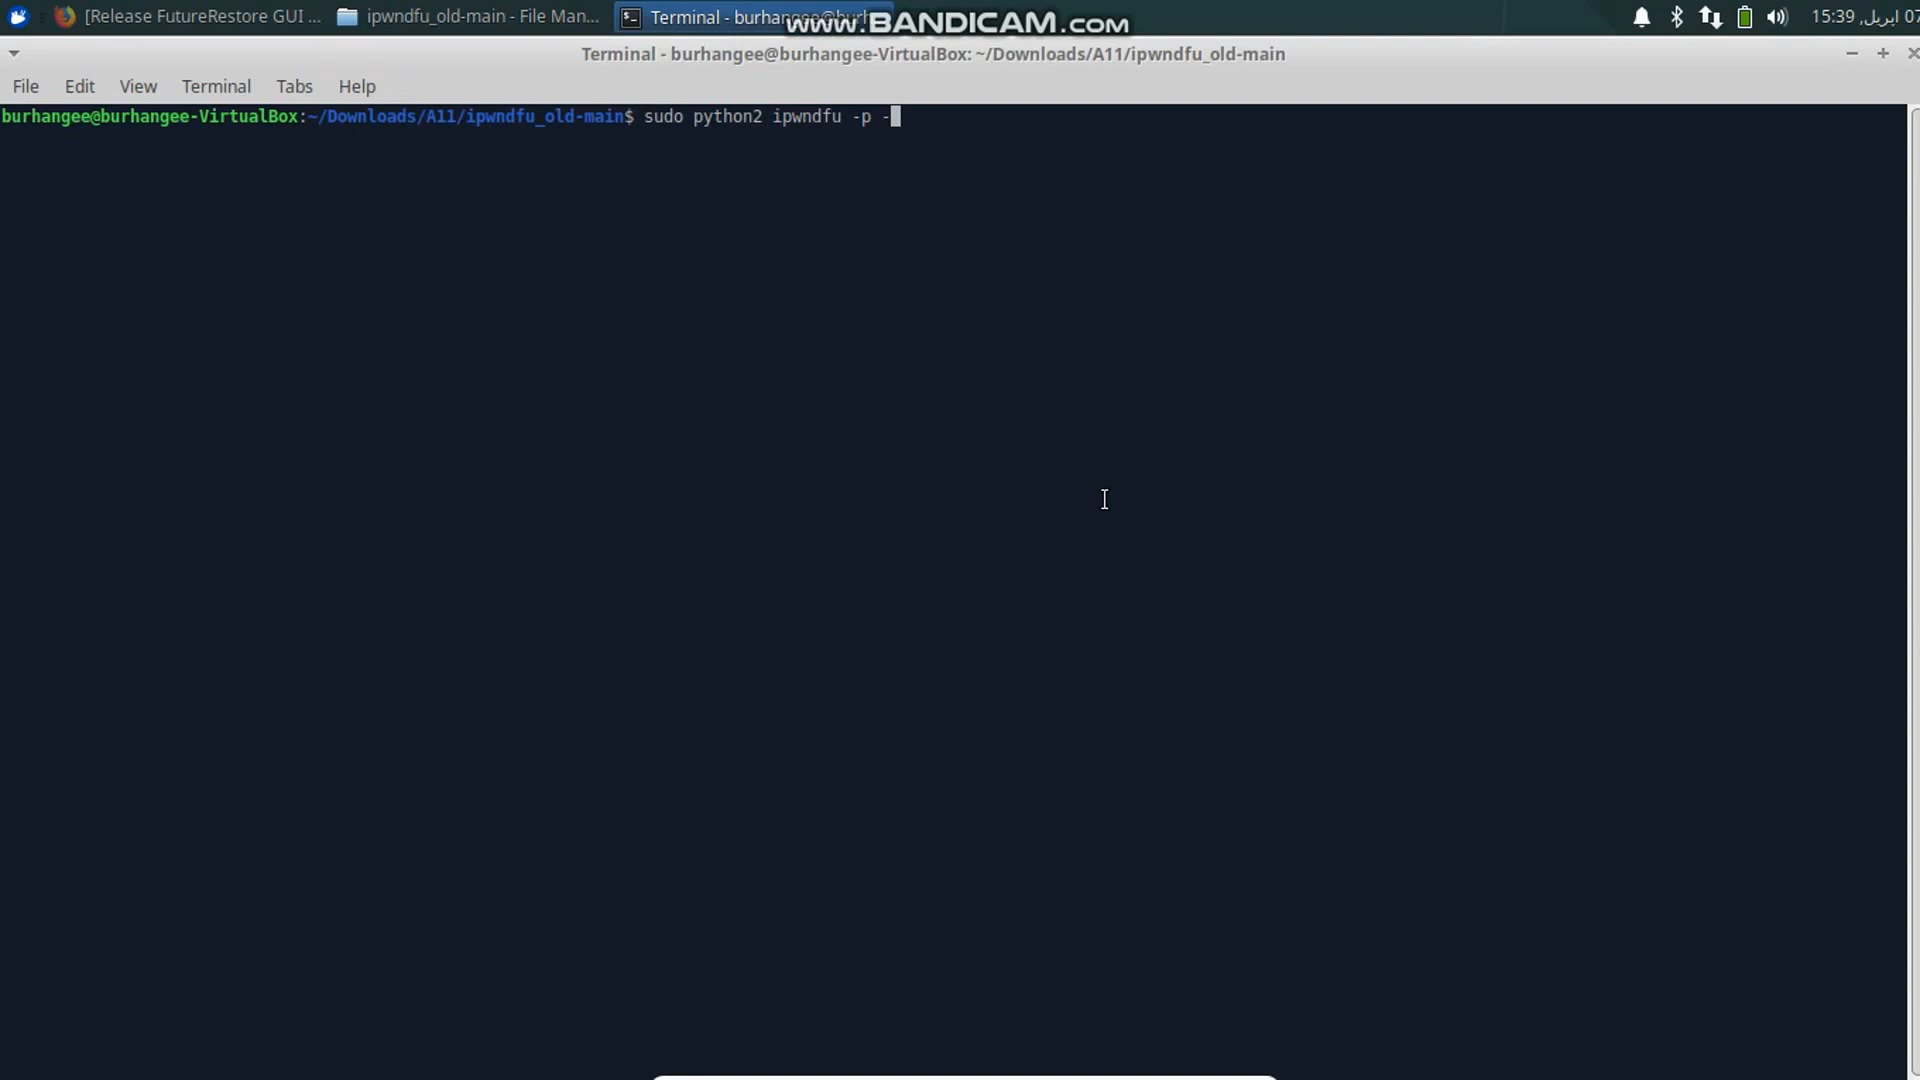 [Release FutureRestore GUI ...
ipwndfu_old-main - File Man...
Terminal - burhangee@burh
www.BANDICAM.com
15:39 ,07 ابريل
Terminal - burhangee@burhangee-VirtualBox: ~/Downloads/A11/ipwndfu_old-main
File Edit View Terminal Tabs Help
burhangee@burhangee-VirtualBox:~/Downloads/A11/ipwndfu_old-main$ sudo python2 ipwndfu -p -